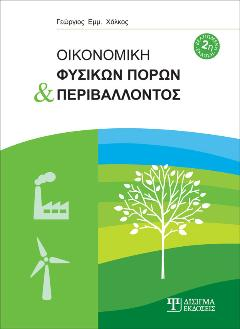 Γεώργιος Εμμ. Χάλκος
ΟΙΚΟΝΟΜΙΚΗ
ΦΥΣΙΚΩΝ ΠΟΡΩΝ
& ΠΕΡΙΒΑΛΛΟΝΤΟΣ
2η
ΔΙΣΙΓΜΑ
ΕΚΔΟΣΕΙΣ